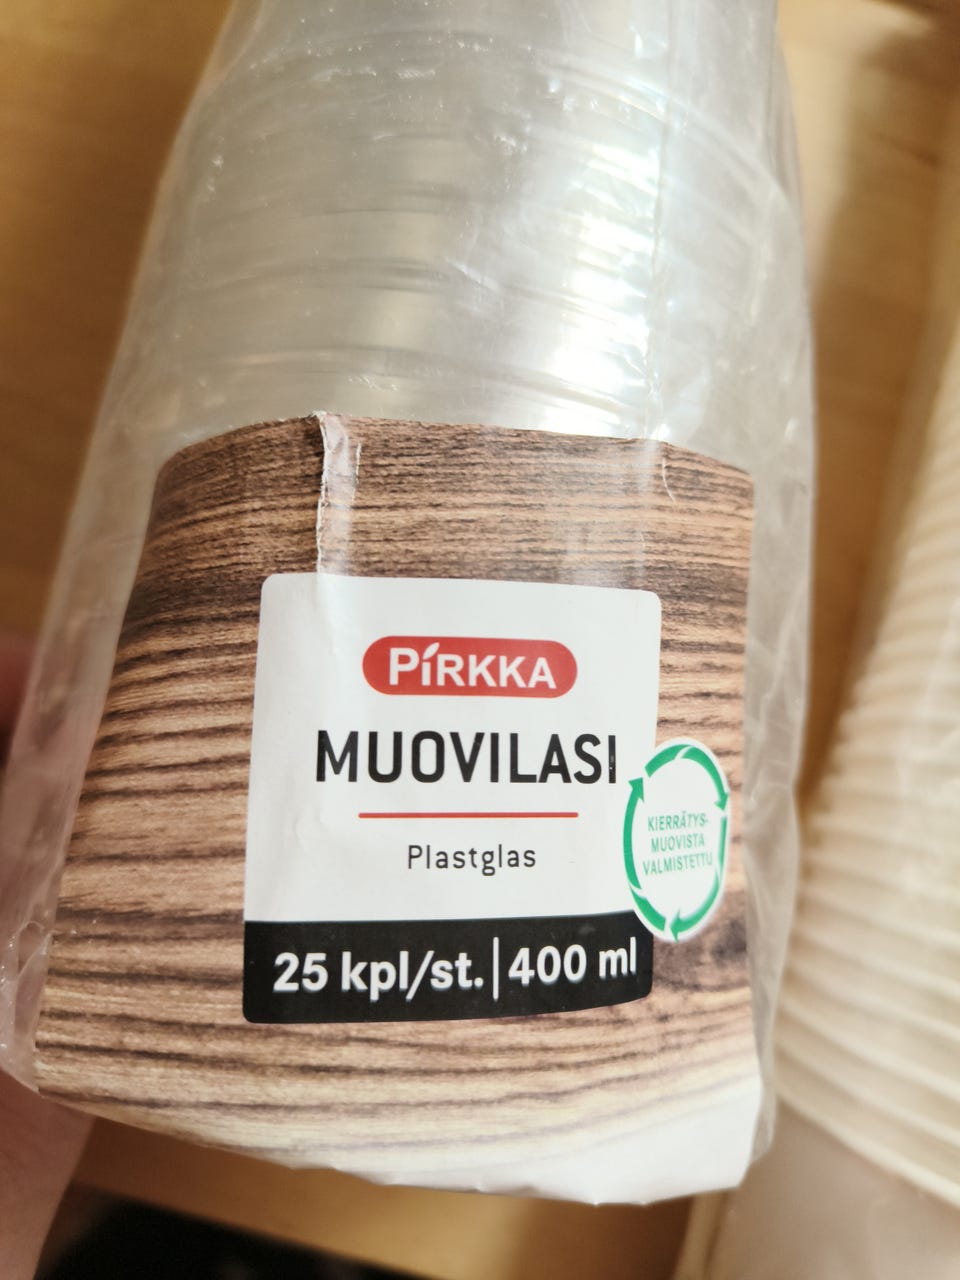 PIRKKA
MUOVILASI
Plastglas
KIERRÄTYS-
MUOVISTA
VALMISTETTU
25 kpl/st. | 400 ml